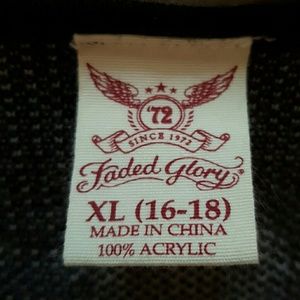 '72
SINCE 1972
Faded Glory
XL (16-18)
MADE IN CHINA
100% ACRYLIC